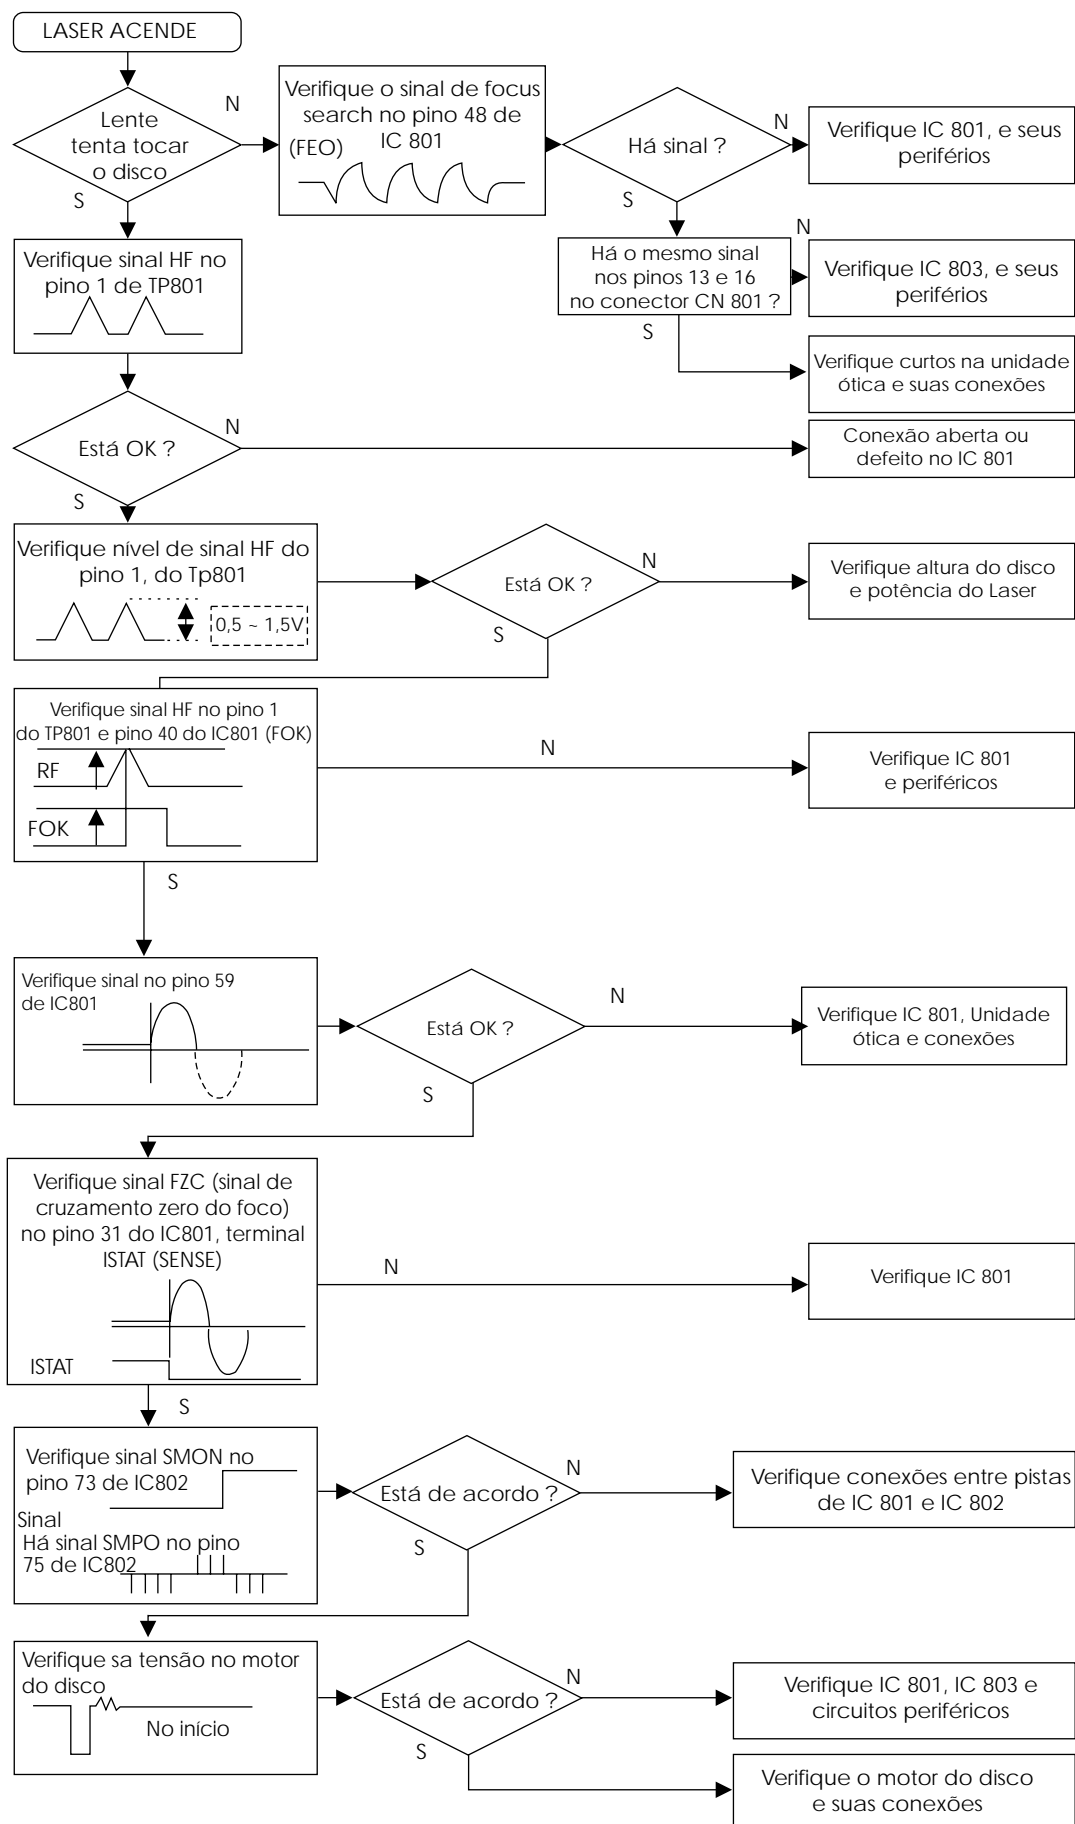 LASER ACENDE
Lente
tenta tocar
o disco
N
S
Verifique o sinal de focus
search no pino 48 de
IC 801
(FEO)
Há sinal ?
N
S
Verifique IC 801, e seus
periférios
Verifique sinal HF no
pino 1 de TP801
Há o mesmo sinal
nos pinos 13 e 16
no conector CN 801 ?
N
S
Verifique IC 803, e seus
periférios
Verifique curtos na unidade
ótica e suas conexões
Está OK ?
N
S
Conexão aberta ou
defeito no IC 801
Verifique nível de sinal HF do
pino 1, do Tp801
0,5 ~ 1,5V
Está OK ?
N
S
Verifique altura do disco
e potência do Laser
Verifique sinal HF no pino 1
do TP801 e pino 40 do IC801 (FOK)
RF
FOK
N
S
Verifique IC 801
e periféricos
Verifique sinal no pino 59
de IC801
Está OK ?
N
S
Verifique IC 801, Unidade
ótica e conexões
Verifique sinal FZC (sinal de
cruzamento zero do foco)
no pino 31 do IC801, terminal
ISTAT (SENSE)
ISTAT
N
S
Verifique IC 801
Verifique sinal SMON no
pino 73 de IC802
Sinal
Há sinal SMPO no pino
75 de IC802
Está de acordo ?
N
S
Verifique conexões entre pistas
de IC 801 e IC 802
Verifique sa tensão no motor
do disco
No início
Está de acordo ?
N
S
Verifique IC 801, IC 803 e
circuitos periféricos
Verifique o motor do disco
e suas conexões